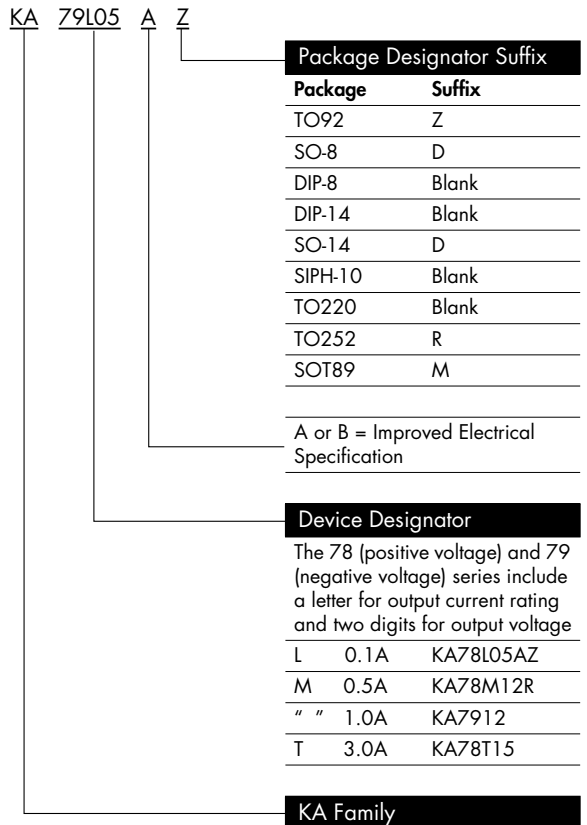 KA 79L05 A Z
Package Designator Suffix
Package Suffix
TO92 Z
SO-8 D
DIP-8 Blank
DIP-14 Blank
SO-14 D
SIPH-10 Blank
TO220 Blank
TO252 R
SOT89 M
A or B = Improved Electrical
Specification
Device Designator
The 78 (positive voltage) and 79
(negative voltage) series include
a letter for output current rating
and two digits for output voltage
L 0.1A KA78L05AZ
M 0.5A KA78M12R
“ ” 1.0A KA7912
T 3.0A KA78T15
KA Family